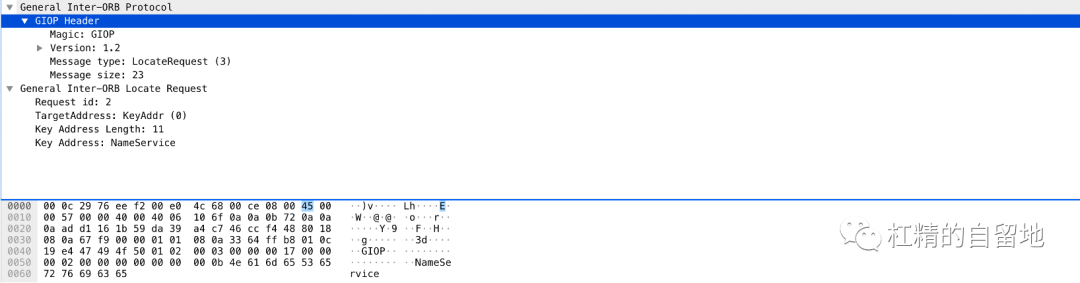 General Inter-ORB Protocol
GIOP Header
Magic: GIOP
Version: 1.2
Message type: LocateRequest (3)
Message size: 23
General Inter-ORB Locate Request
Request id: 2
TargetAddress: KeyAddr (0)
Key Address Length: 11
Key Address: NameService
0000 00 0c 29 76 ee f2 00 e0 4c 68 00 ce 08 00 45 00 ··)v···· Lh····E·
0010 00 57 00 00 40 00 40 06 10 6f 0a 0a 0b 72 0a 0a ·W··@·@· ·o···r··
0020 0a ad d1 16 1b 59 da 39 a4 c7 46 cc f4 48 80 18 ·····Y·9 ··F··H··
0030 08 0a 67 f9 00 00 01 01 08 0a 33 64 ff b8 01 0c ··g····· ··3d····
0040 19 e4 47 49 4f 50 01 02 00 03 00 00 00 17 00 00 ··GIOP·· ········
0050 00 02 00 00 00 00 00 00 00 0b 4e 61 6d 65 53 65 ········ ··NameSe
0060 72 76 69 63 65 rvice
杠精的自留地